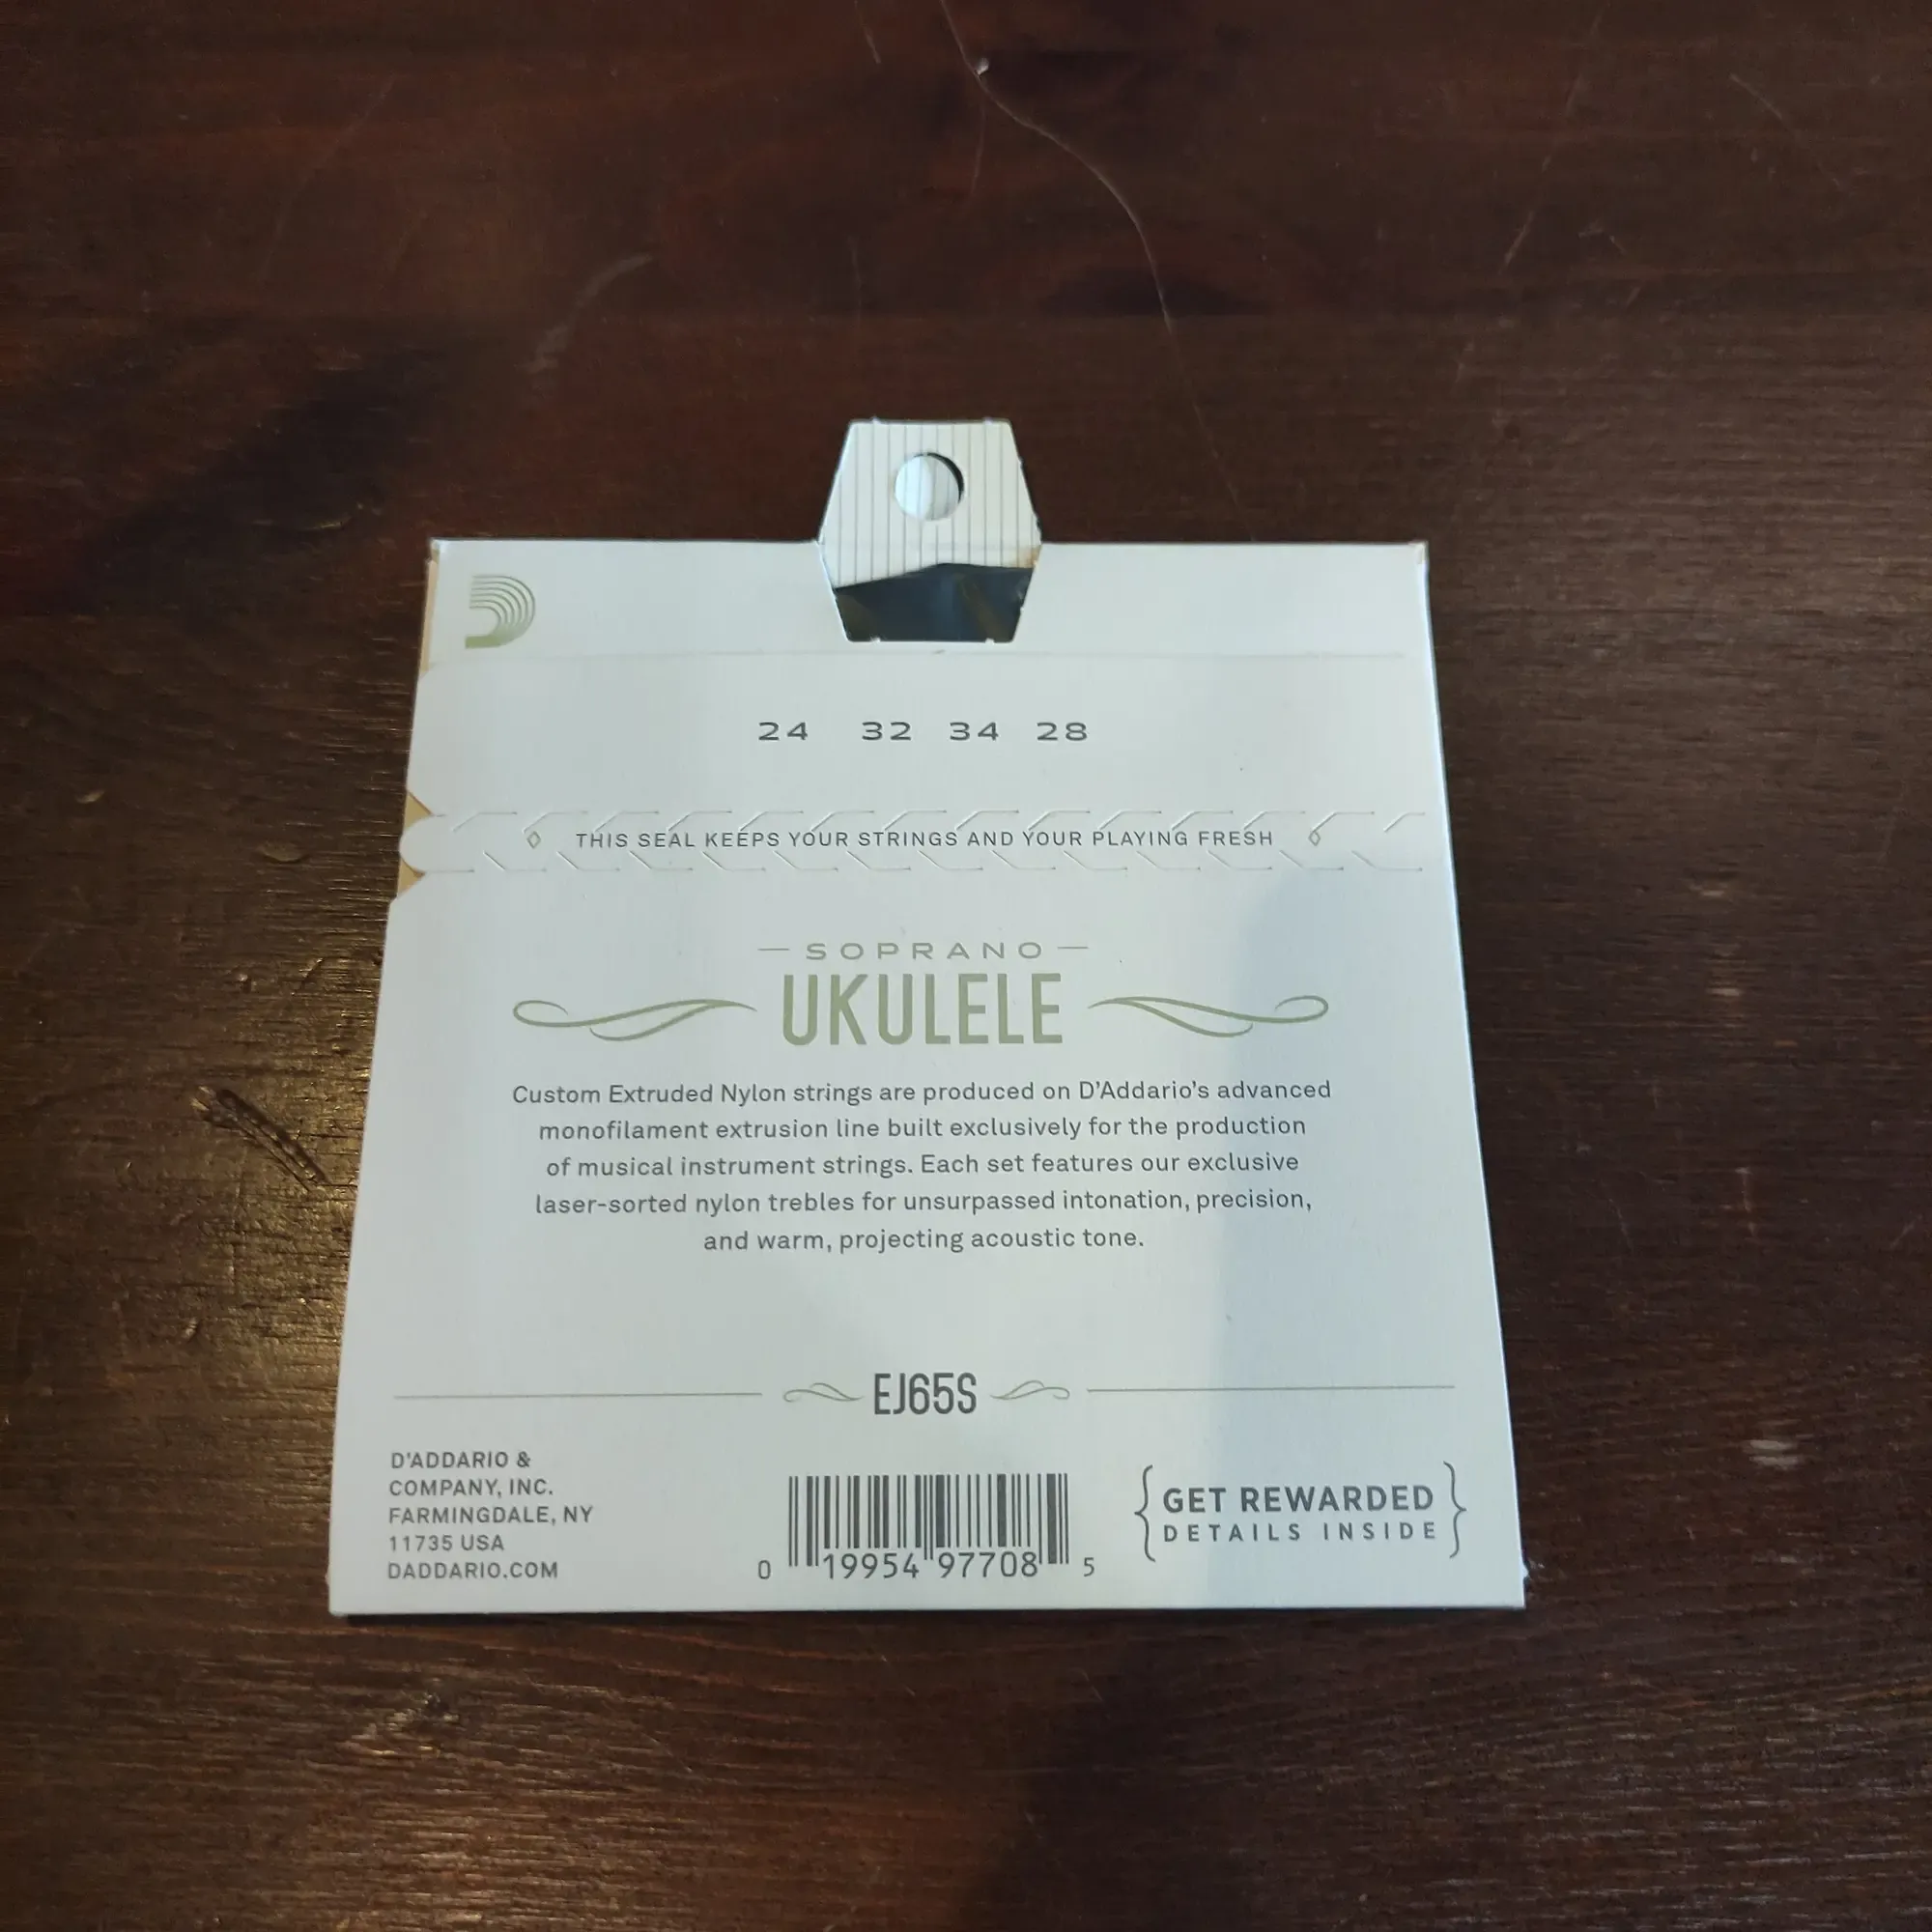 24 32 34 28
THIS SEAL KEEPS YOUR STRINGS AND YOUR PLAYING FRESH
SOPRANO
UKULELE
Custom Extruded Nylon strings are produced on D'Addario's advanced
monofilament extrusion line built exclusively for the production
of musical instrument strings. Each set features our exclusive
laser-sorted nylon trebles for unsurpassed intonation, precision,
and warm, projecting acoustic tone.
EJ65S
D'ADDARIO &
COMPANY, INC.
FARMINGDALE, NY
11735 USA
DADDARIO.COM
0 19954 97708 5
GET REWARDED
DETAILS INSIDE